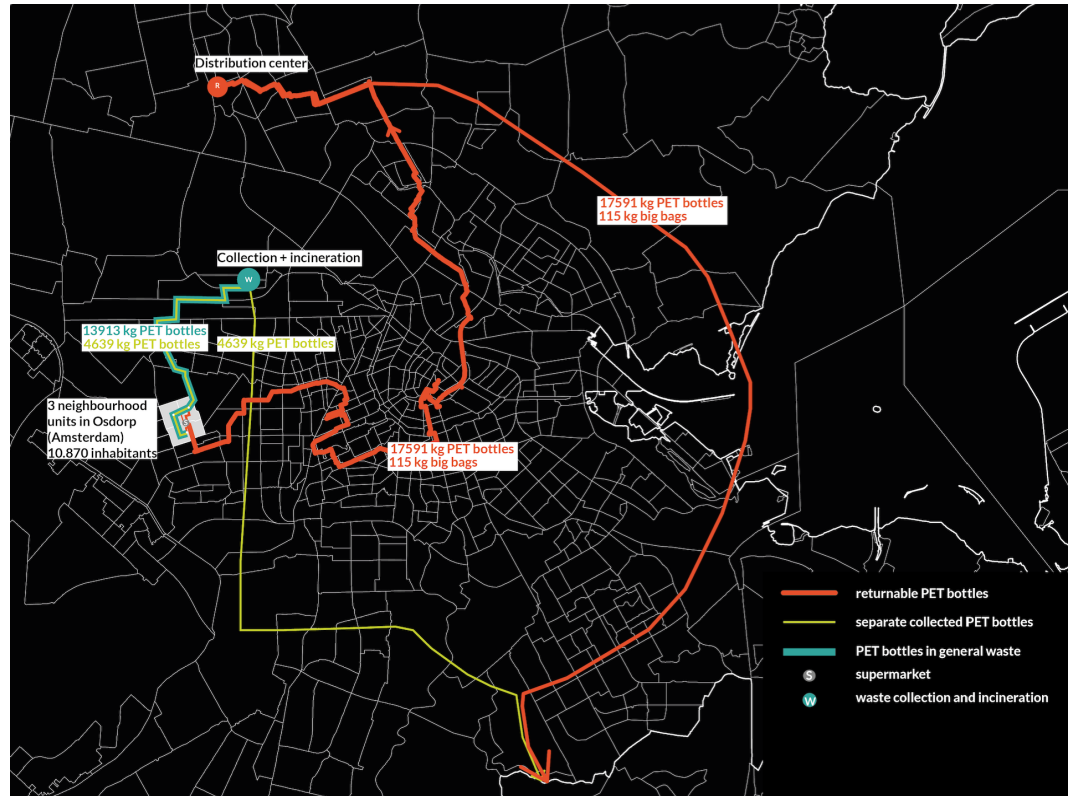 Distribution center
R
17591 kg PET bottles
115 kg big bags
Collection + incineration
W
13913 kg PET bottles
4639 kg PET bottles
4639 kg PET bottles
3 neighbourhood
units in Osdorp
(Amsterdam)
10.870 inhabitants
17591 kg PET bottles
115 kg big bags
returnable PET bottles
separate collected PET bottles
PET bottles in general waste
S
supermarket
W
waste collection and incineration